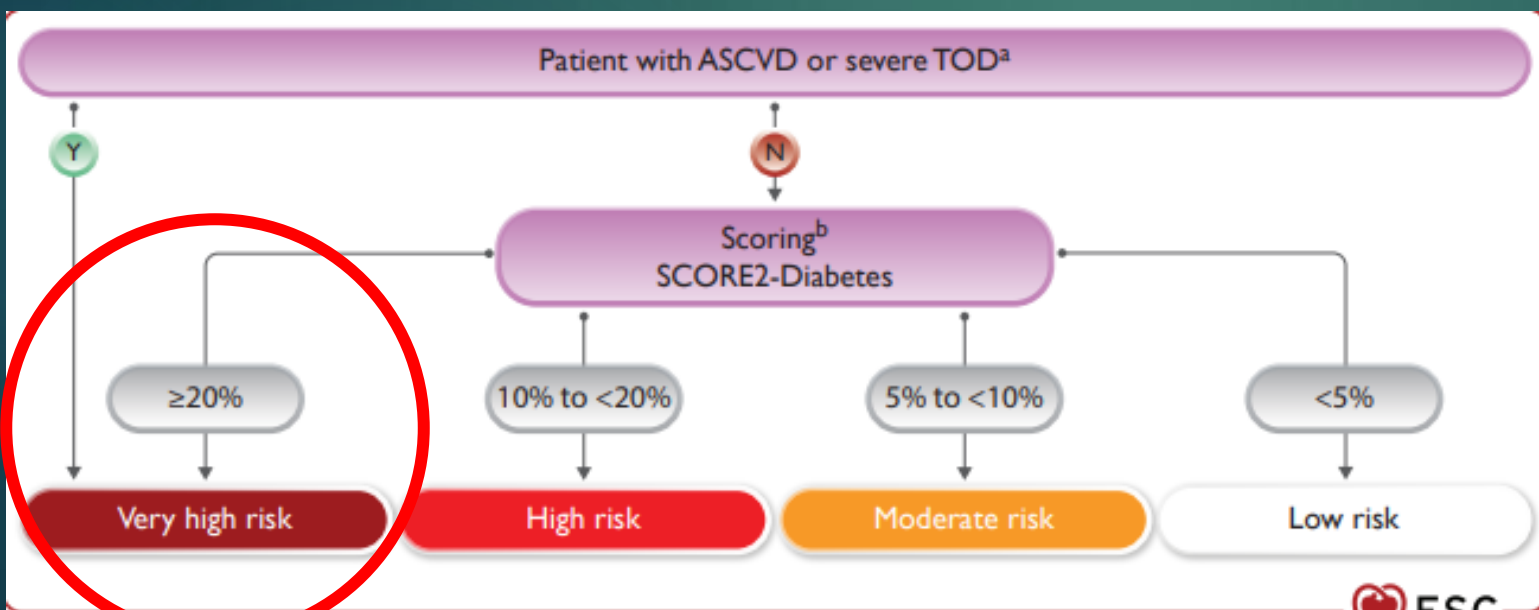 Patient with ASCVD or severe TODᵃ
Y
N
Scoringᵇ
SCORE2-Diabetes
≥20%
10% to <20%
5% to <10%
<5%
Very high risk
High risk
Moderate risk
Low risk
ESC